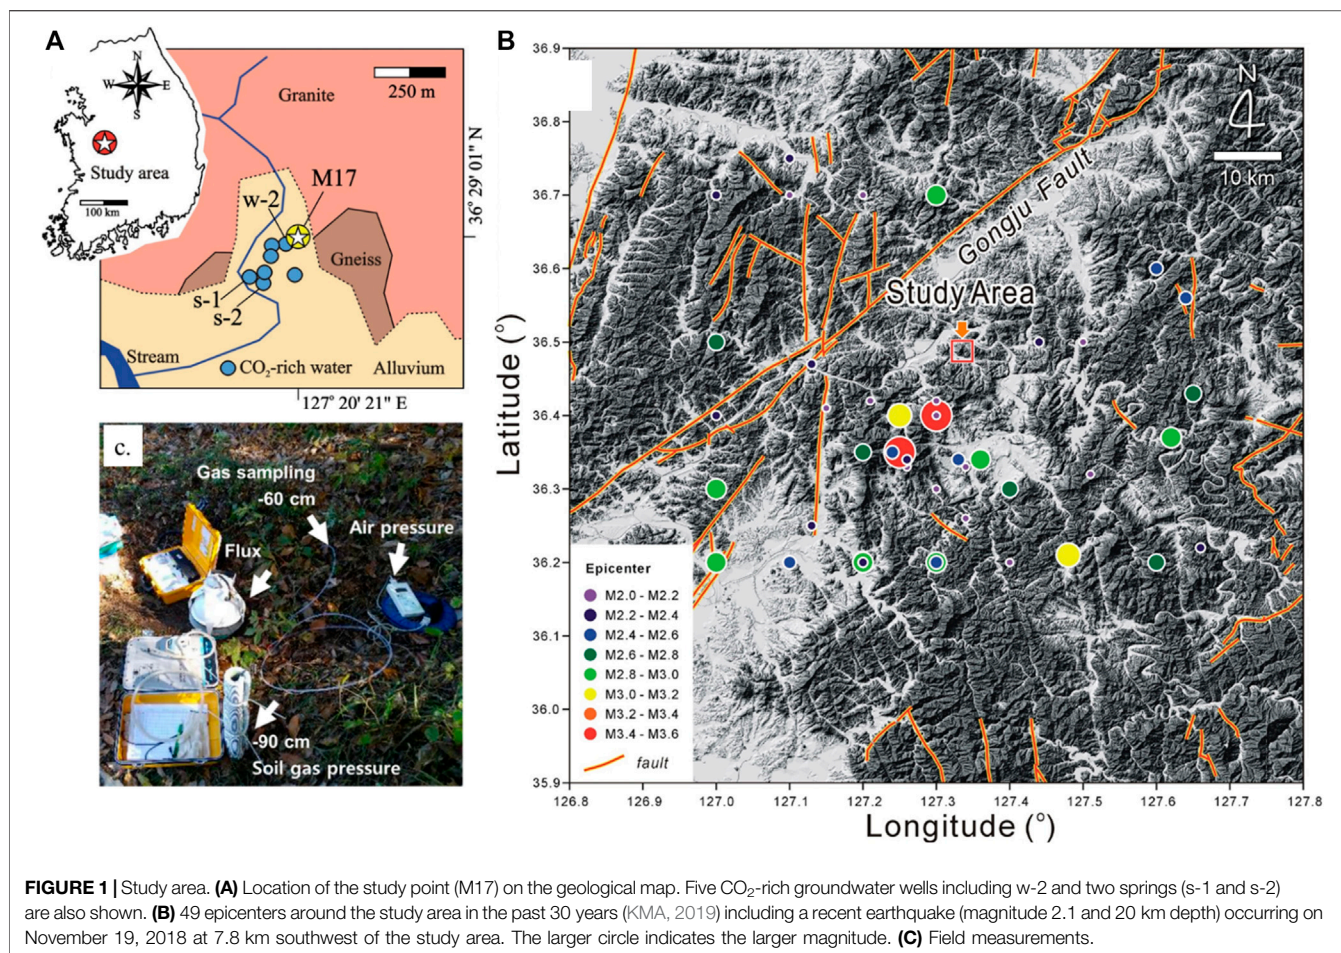 A
N
W
E
S
Study area
100 km
Granite
250 m
M17
w-2
Gneiss
s-1
s-2
Stream
CO₂-rich water
Alluvium
36° 29' 01" N
127° 20' 21" E
c.
Gas sampling
-60 cm
Air pressure
Flux
-90 cm
Soil gas pressure
B
36.9
36.8
36.7
36.6
36.5
36.4
36.3
36.2
36.1
36.0
35.9
Latitude (°)
N
10 km
Gongju Fault
Study Area
Epicenter
M2.0 - M2.2
M2.2 - M2.4
M2.4 - M2.6
M2.6 - M2.8
M2.8 - M3.0
M3.0 - M3.2
M3.2 - M3.4
M3.4 - M3.6
fault
126.8 126.9 127.0 127.1 127.2 127.3 127.4 127.5 127.6 127.7 127.8
Longitude (°)
FIGURE 1 | Study area. (A) Location of the study point (M17) on the geological map. Five CO₂-rich groundwater wells including w-2 and two springs (s-1 and s-2)
are also shown. (B) 49 epicenters around the study area in the past 30 years (KMA, 2019) including a recent earthquake (magnitude 2.1 and 20 km depth) occurring on
November 19, 2018 at 7.8 km southwest of the study area. The larger circle indicates the larger magnitude. (C) Field measurements.